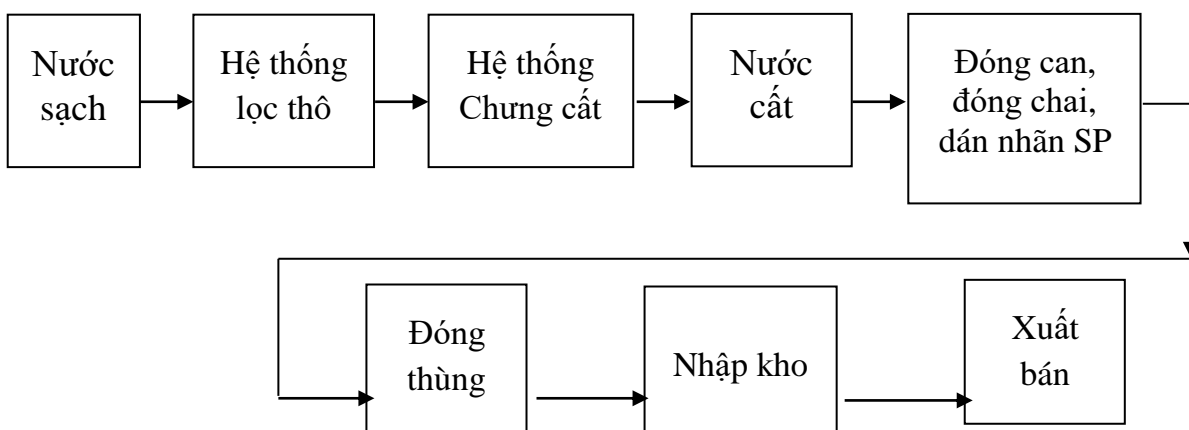 Nước
sạch
Hệ thống
lọc thô
Hệ thống
Chưng cất
Nước
cất
Đóng can,
đóng chai,
dán nhãn SP
Đóng
thùng
Nhập kho
Xuất
bán